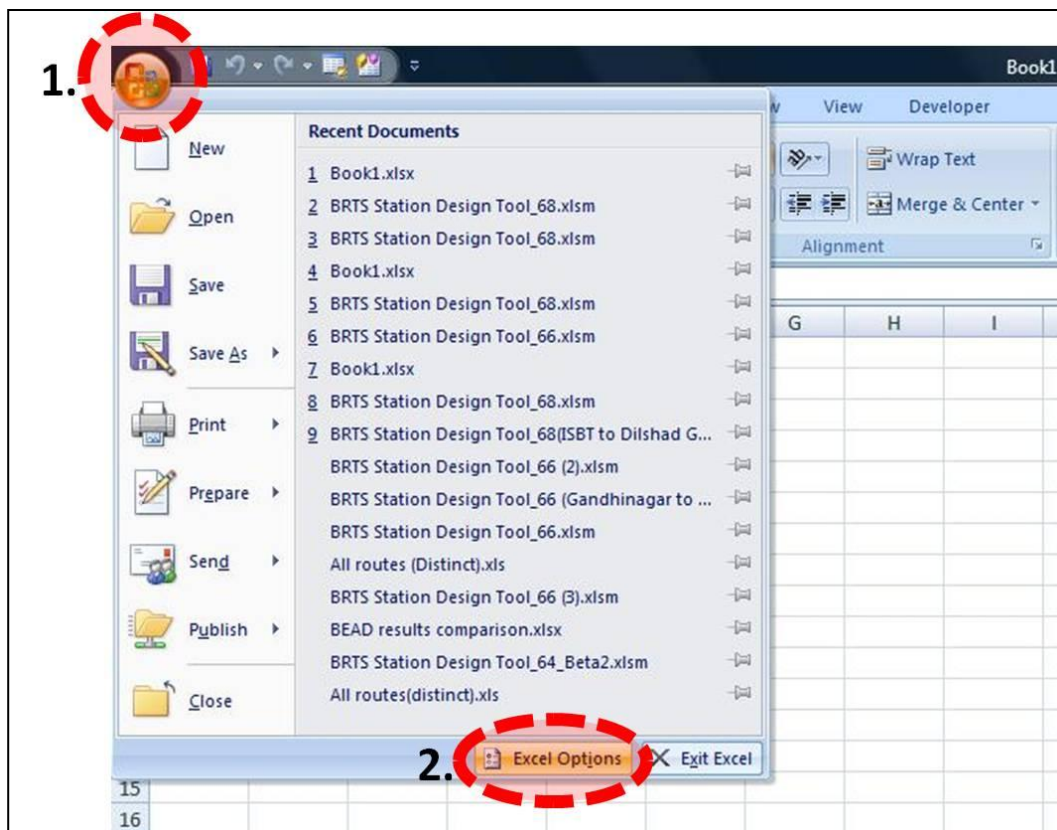 1.
Book1
View Developer
Wrap Text
Merge & Center
Alignment
New
Open
Save
Save As
Print
Prepare
Send
Publish
Close
Recent Documents
1 Book1.xlsx
2 BRTS Station Design Tool_68.xlsm
3 BRTS Station Design Tool_68.xlsm
4 Book1.xlsx
5 BRTS Station Design Tool_68.xlsm
6 BRTS Station Design Tool_66.xlsm
7 Book1.xlsx
8 BRTS Station Design Tool_68.xlsm
9 BRTS Station Design Tool_68(ISBT to Dilshad G...
BRTS Station Design Tool_66 (2).xlsm
BRTS Station Design Tool_66 (Gandhinagar to ...
BRTS Station Design Tool_66.xlsm
All routes (Distinct).xls
BRTS Station Design Tool_66 (3).xlsm
BEAD results comparison.xlsx
BRTS Station Design Tool_64_Beta2.xlsm
All routes(distinct).xls
G H I
2.
Excel Options
Exit Excel
15
16